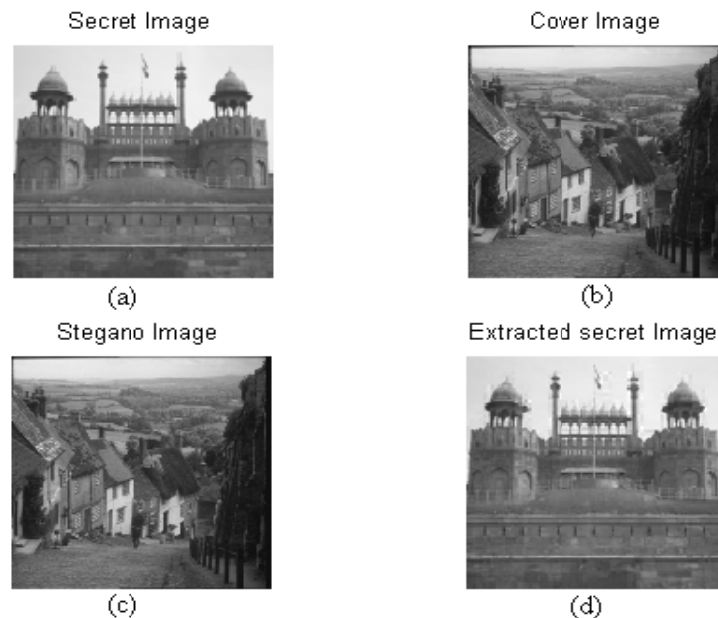 Secret Image
Cover Image
(a)
(b)
Stegano Image
Extracted secret Image
(c)
(d)